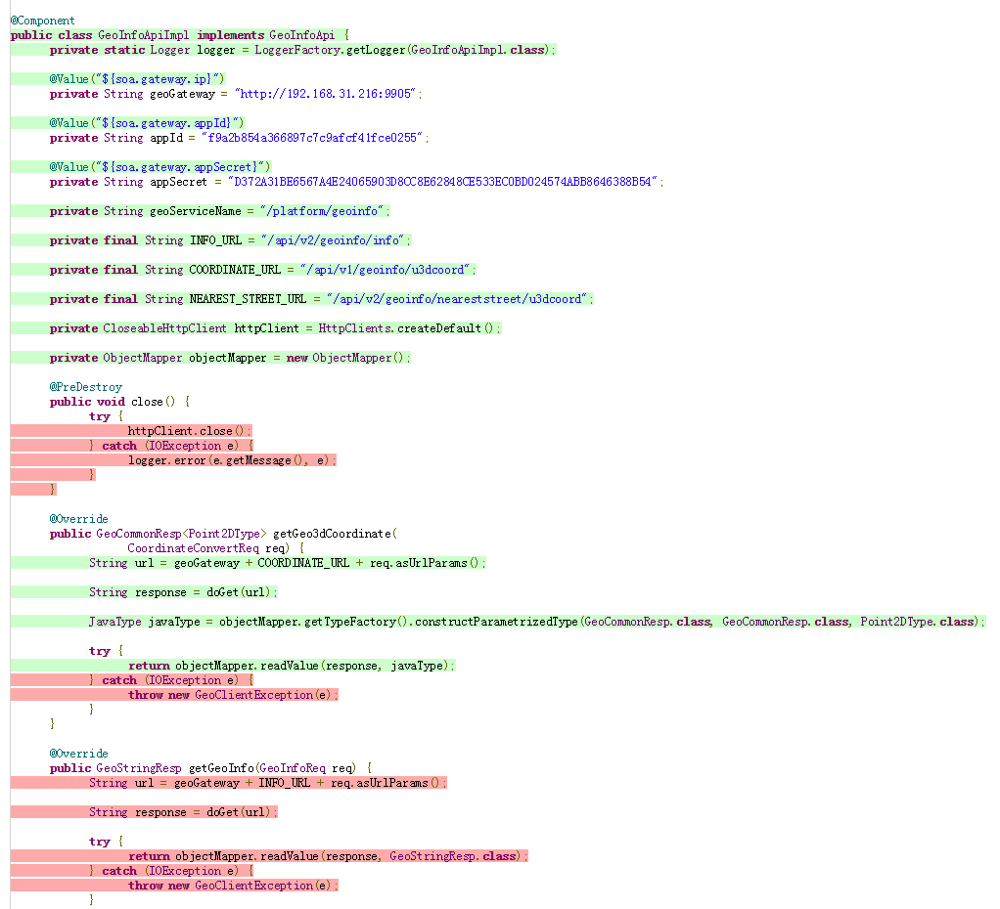 @Component
public class GeoInfoApiImpl implements GeoInfoApi {
private static Logger logger = LoggerFactory.getLogger(GeoInfoApiImpl.class);
@Value("${soa.gateway.ip}")
private String geoGateway = "http://192.168.31.216:9905";
@Value("${soa.gateway.appId}")
private String appId = "f9a2b854a366897c7c9afcf41fce0255";
@Value("${soa.gateway.appSecret}")
private String appSecret = "D372A31BE6567A4E24065903D8CC8E62848CE533EC0BD024574ABB8646388B54";
private String geoServiceName = "/platform/geoinfo";
private final String INFO_URL = "/api/v2/geoinfo/info";
private final String COORDINATE_URL = "/api/v1/geoinfo/u3dcoord";
private final String NEAREST_STREET_URL = "/api/v2/geoinfo/neareststreet/u3dcoord";
private CloseableHttpClient httpClient = HttpClients.createDefault();
private ObjectMapper objectMapper = new ObjectMapper();
@PreDestroy
public void close() {
try {
httpClient.close();
} catch (IOException e) {
logger.error(e.getMessage(), e);
}
}
@Override
public GeoCommonResp<Point2DType> getGeo3dCoordinate(
CoordinateConvertReq req) {
String url = geoGateway + COORDINATE_URL + req.asUrlParams();
String response = doGet(url);
JavaType javaType = objectMapper.getTypeFactory().constructParametrizedType(GeoCommonResp.class, GeoCommonResp.class, Point2DType.class);
try {
return objectMapper.readValue(response, javaType);
} catch (IOException e) {
throw new GeoClientException(e);
}
}
@Override
public GeoStringResp getGeoInfo(GeoInfoReq req) {
String url = geoGateway + INFO_URL + req.asUrlParams();
String response = doGet(url);
try {
return objectMapper.readValue(response, GeoStringResp.class);
} catch (IOException e) {
throw new GeoClientException(e);
}